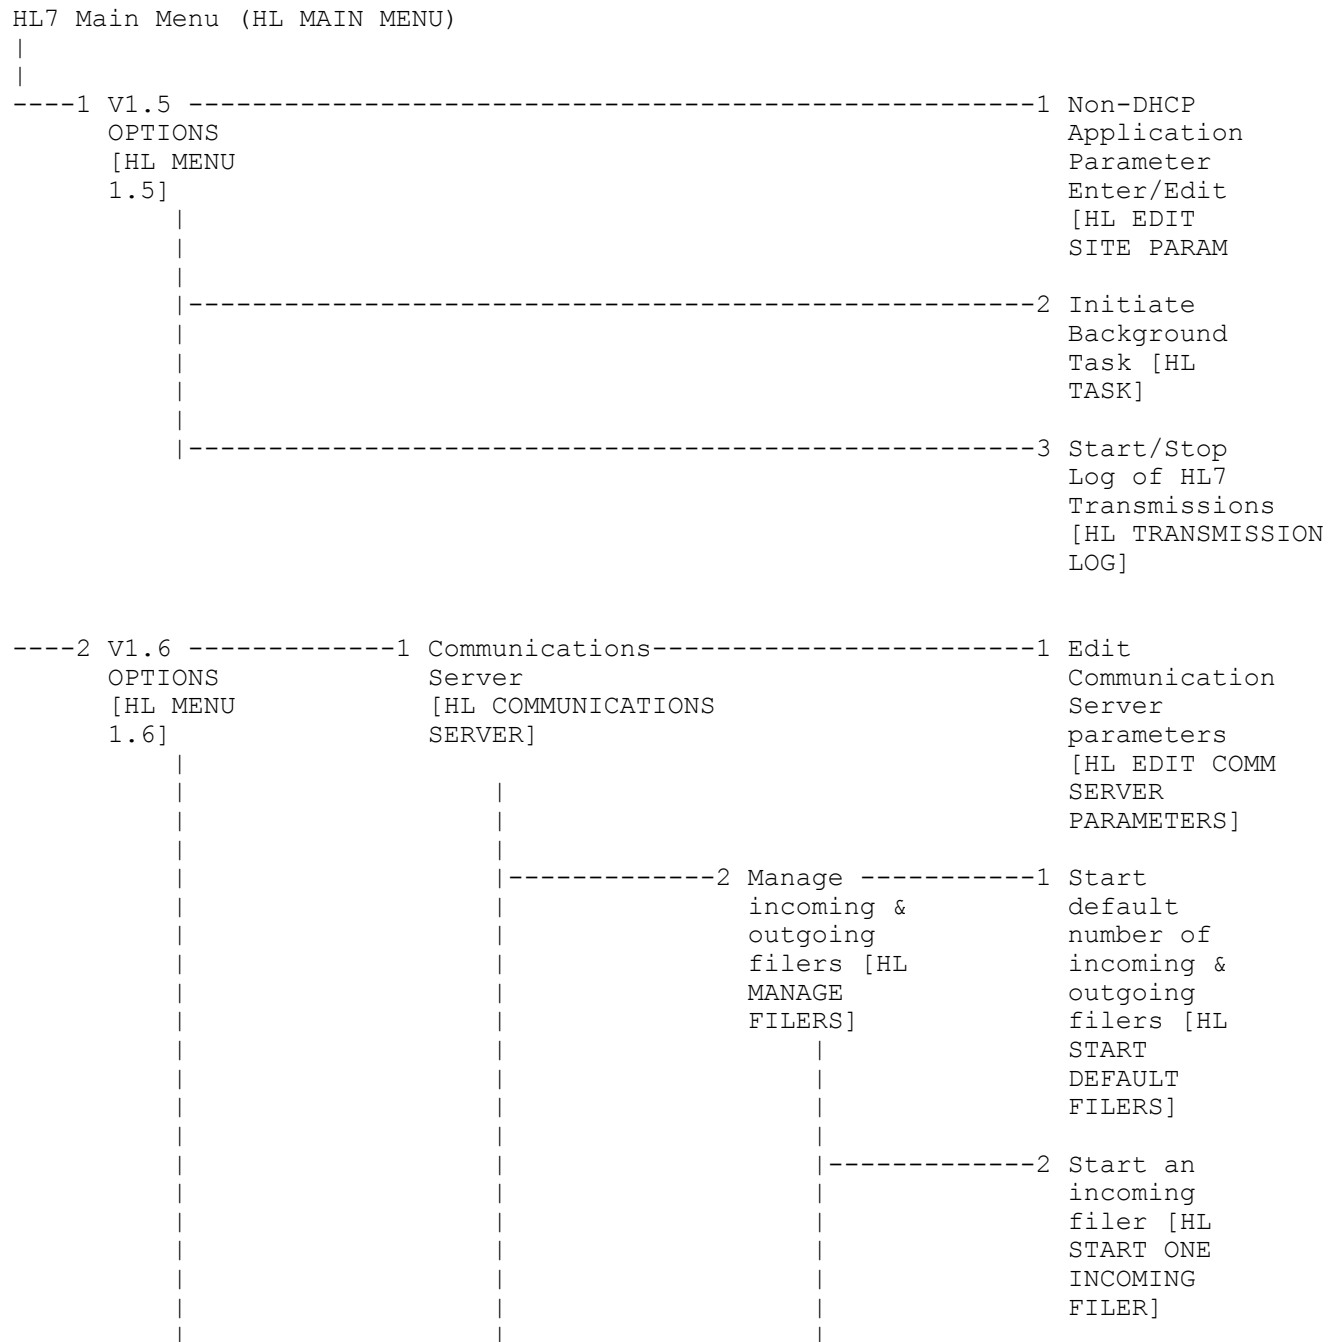 HL7 Main Menu (HL MAIN MENU)
|
|
----1 V1.5 -----------------------------------------------------1 Non-DHCP
      OPTIONS                                                     Application
      [HL MENU                                                    Parameter
      1.5]                                                        Enter/Edit
          |                                                       [HL EDIT
          |                                                       SITE PARAM
          |
          |-----------------------------------------------------2 Initiate
          |                                                       Background
          |                                                       Task [HL
          |                                                       TASK]
          |
          |-----------------------------------------------------3 Start/Stop
                                                                  Log of HL7
                                                                  Transmissions
                                                                  [HL TRANSMISSION
                                                                  LOG]

----2 V1.6 -------------1 Communications------------------------1 Edit
      OPTIONS             Server                                  Communication
      [HL MENU            [HL COMMUNICATIONS                      Server
      1.6]                SERVER]                                 parameters
          |                                                       [HL EDIT COMM
          |                   |                                   SERVER
          |                   |                                   PARAMETERS]
          |                   |
          |                   |-------------2 Manage -----------1 Start
          |                   |               incoming &          default
          |                   |               outgoing            number of
          |                   |               filers [HL          incoming &
          |                   |               MANAGE              outgoing
          |                   |               FILERS]             filers [HL
          |                   |                   |               START
          |                   |                   |               DEFAULT
          |                   |                   |               FILERS]
          |                   |                   |
          |                   |                   |-------------2 Start an
          |                   |                   |               incoming
          |                   |                   |               filer [HL
          |                   |                   |               START ONE
          |                   |                   |               INCOMING
          |                   |                   |               FILER]
          |                   |                   |